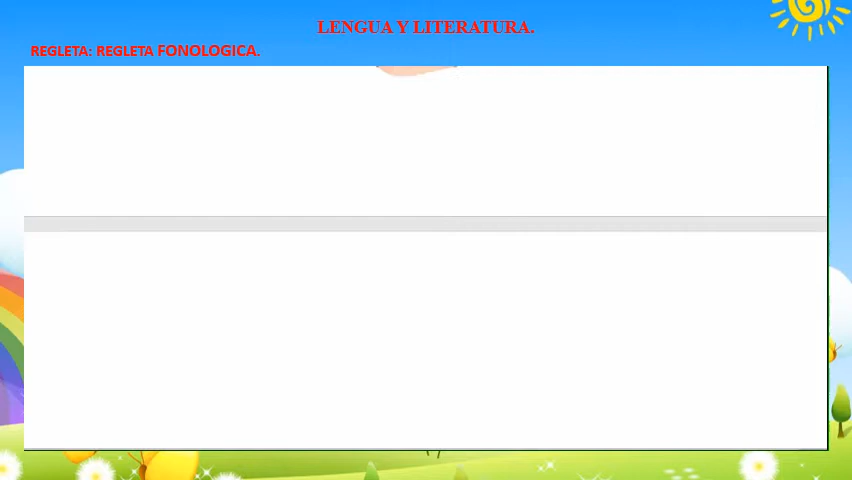 LENGUA Y LITERATURA.
REGLETA: REGLETA FONOLOGICA.